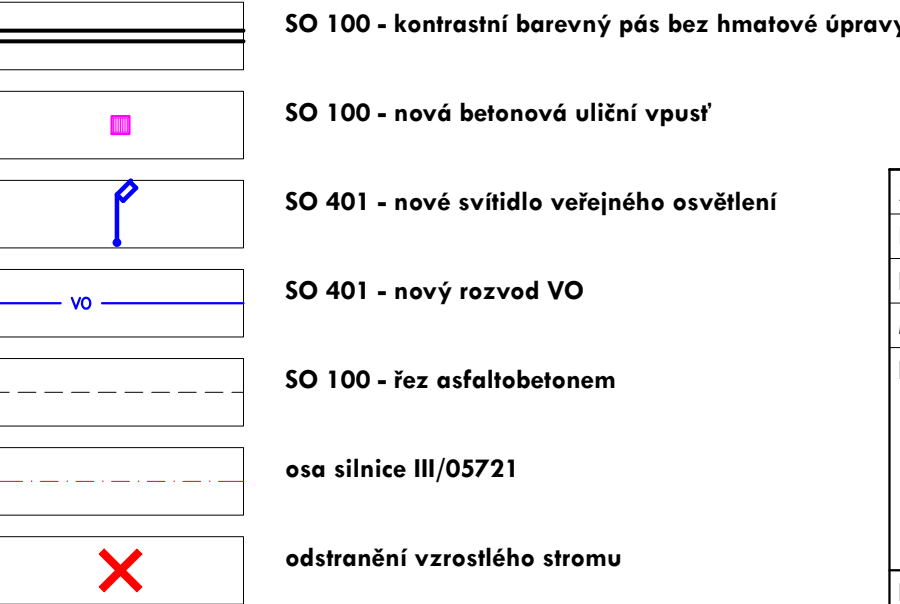 SO 100 - kontrastní barevný pás bez hmatové úpravy
SO 100 - nová betonová uliční vpusť
SO 401 - nové svítidlo veřejného osvětlení
VO
SO 401 - nový rozvod VO
SO 100 - řez asfaltobetonem
osa silnice III/05721
odstranění vzrostlého stromu